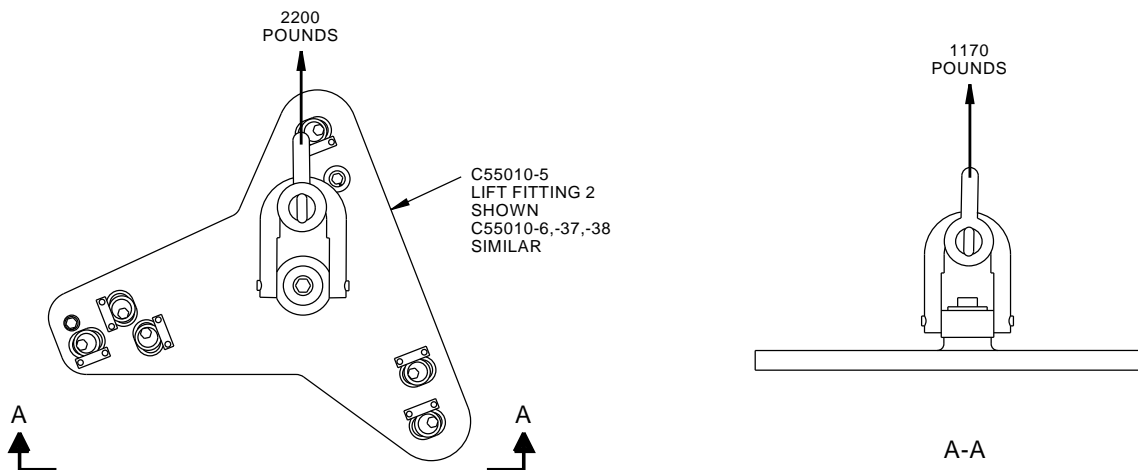 2200
POUNDS
1170
POUNDS
C55010-5
LIFT FITTING 2
SHOWN
C55010-6,-37,-38
SIMILAR
A
A
A-A